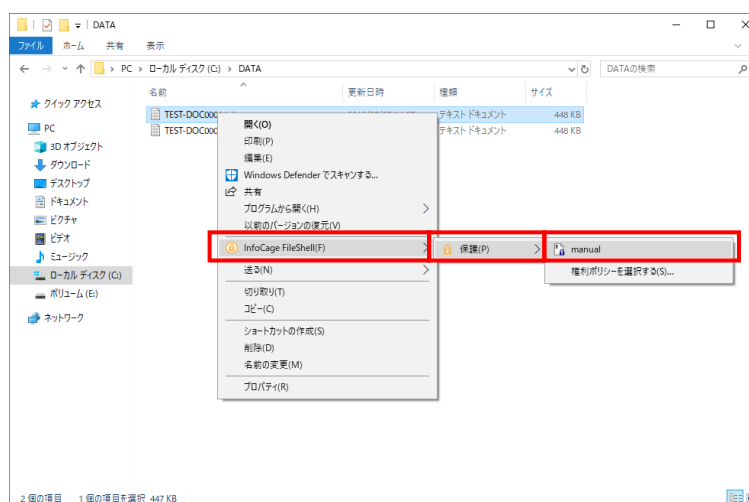 DATA
ファイル ホーム 共有 表示
PC › ローカル ディスク (C:) › DATA
DATAの検索
名前 更新日時 種類 サイズ
クイック アクセス
PC
3D オブジェクト
ダウンロード
デスクトップ
ドキュメント
ピクチャ
ビデオ
ミュージック
ローカル ディスク (C:)
ボリューム (E:)
ネットワーク
テキスト ドキュメント 448 KB
テキスト ドキュメント 448 KB
開く(O)
印刷(P)
編集(E)
Windows Defender でスキャンする...
共有
プログラムから開く(H)
以前のバージョンの復元(V)
InfoCage FileShell(F)
保護(P)
manual
権利ポリシーを選択する(S)...
送る(N)
切り取り(T)
コピー(C)
ショートカットの作成(S)
削除(D)
名前の変更(M)
プロパティ(R)
2 個の項目 1 個の項目を選択 447 KB